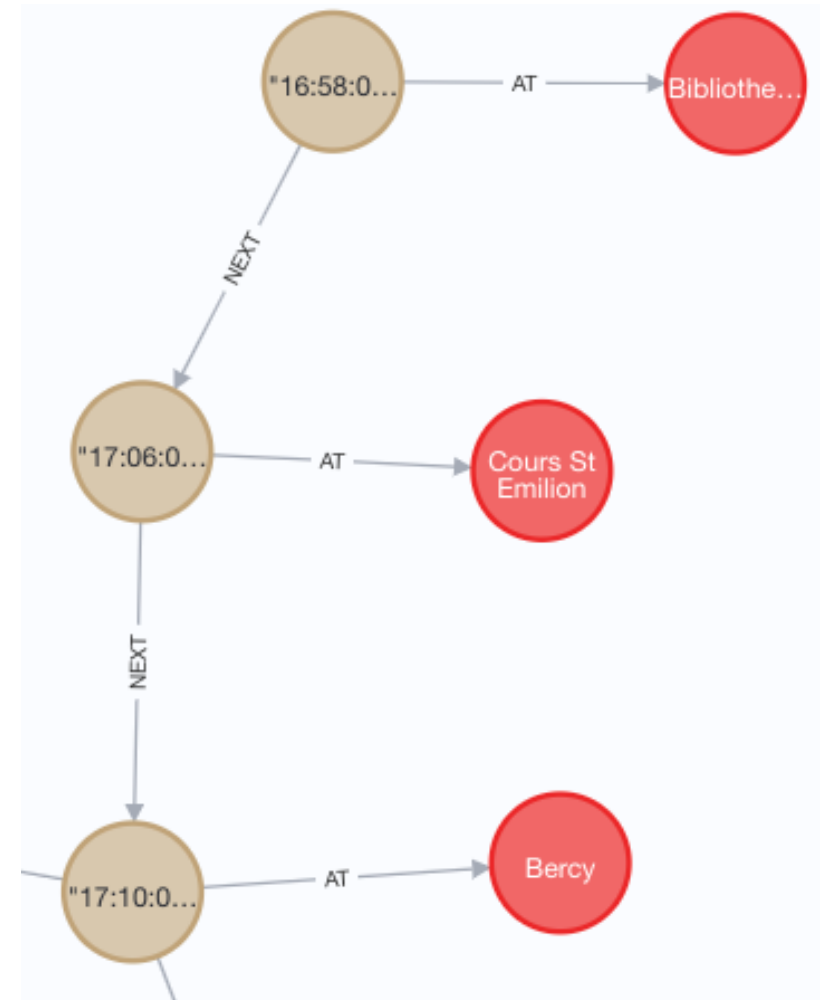 "16:58:0...
AT
Bibliothe...
NEXT
"17:06:0...
AT
Cours St
Emilion
NEXT
"17:10:0...
AT
Bercy